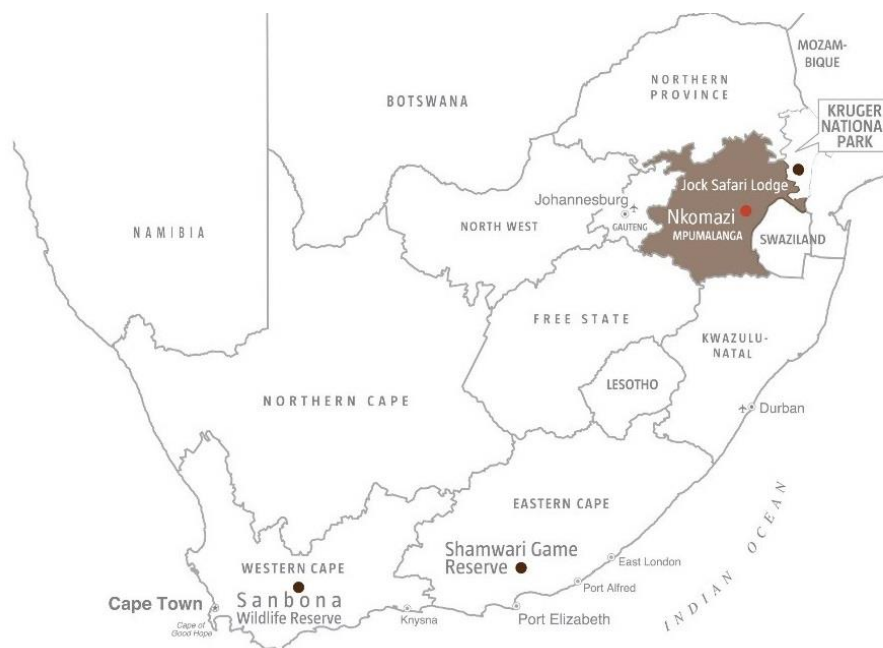 MOZAM-
BIQUE
NORTHERN
PROVINCE
BOTSWANA
KRUGER
NATIONAL
PARK
Jock Safari Lodge
Johannesburg
NORTH WEST
GAUTENG
Nkomazi
MPUMALANGA
SWAZILAND
NAMIBIA
FREE STATE
KWAZULU-
NATAL
LESOTHO
NORTHERN CAPE
Durban
EASTERN CAPE
INDIAN OCEAN
Shamwari Game
Reserve
East London
WESTERN CAPE
Port Alfred
Sanbona
Wildlife Reserve
Cape Town
Cape of
Good Hope
Knysna
Port Elizabeth